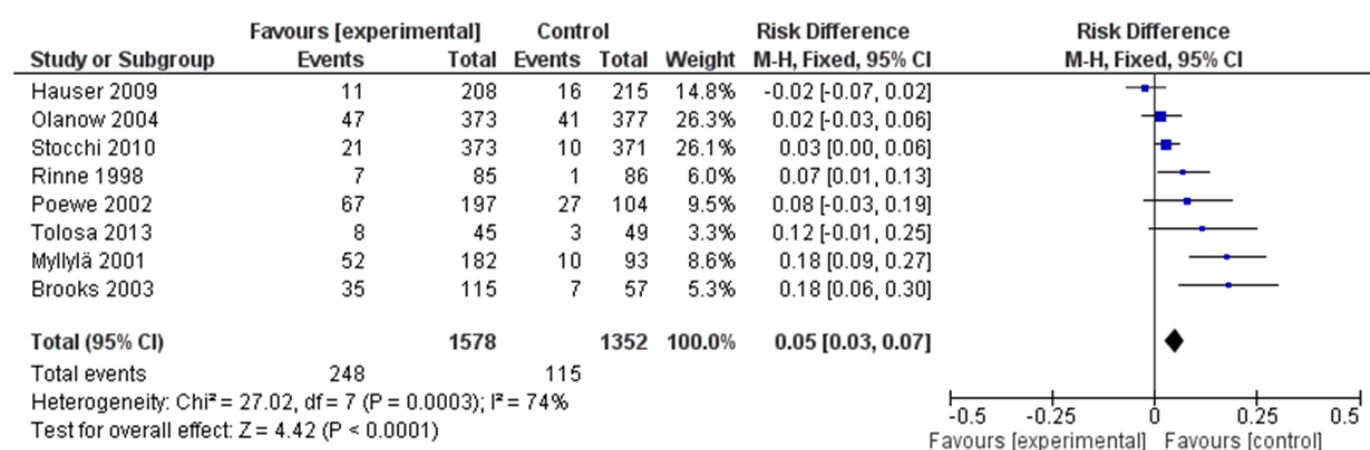 Favours [experimental] Control Risk Difference Risk Difference
Study or Subgroup Events Total Events Total Weight M-H, Fixed, 95% CI M-H, Fixed, 95% CI
Hauser 2009 11 208 16 215 14.8% -0.02 [-0.07, 0.02]
Olanow 2004 47 373 41 377 26.3% 0.02 [-0.03, 0.06]
Stocchi 2010 21 373 10 371 26.1% 0.03 [0.00, 0.06]
Rinne 1998 7 85 1 86 6.0% 0.07 [0.01, 0.13]
Poewe 2002 67 197 27 104 9.5% 0.08 [-0.03, 0.19]
Tolosa 2013 8 45 3 49 3.3% 0.12 [-0.01, 0.25]
Myllylä 2001 52 182 10 93 8.6% 0.18 [0.09, 0.27]
Brooks 2003 35 115 7 57 5.3% 0.18 [0.06, 0.30]
Total (95% CI) 1578 1352 100.0% 0.05 [0.03, 0.07]
Total events 248 115
Heterogeneity: Chi² = 27.02, df = 7 (P = 0.0003); I² = 74%
Test for overall effect: Z = 4.42 (P < 0.0001)
-0.5 -0.25 0 0.25 0.5
Favours [experimental] Favours [control]